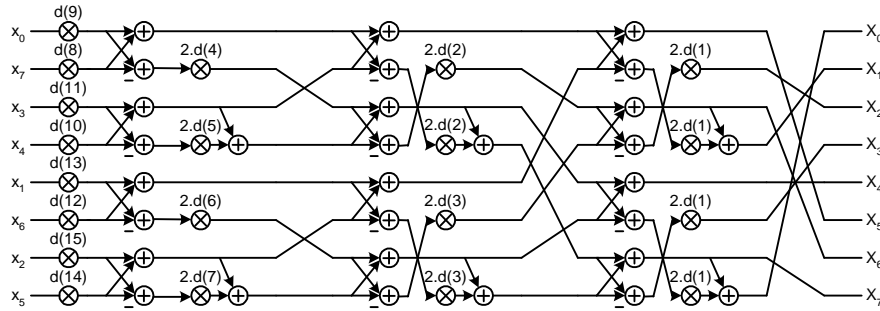 d(9)
x0 X0
d(8) 2.d(4) 2.d(2) 2.d(1)
x7 X1
d(11)
x3 X2
d(10) 2.d(5) 2.d(2) 2.d(1)
x4 X3
d(13)
x1 X4
d(12) 2.d(6) 2.d(3) 2.d(1)
x6 X5
d(15)
x2 X6
d(14) 2.d(7) 2.d(3) 2.d(1)
x5 X7